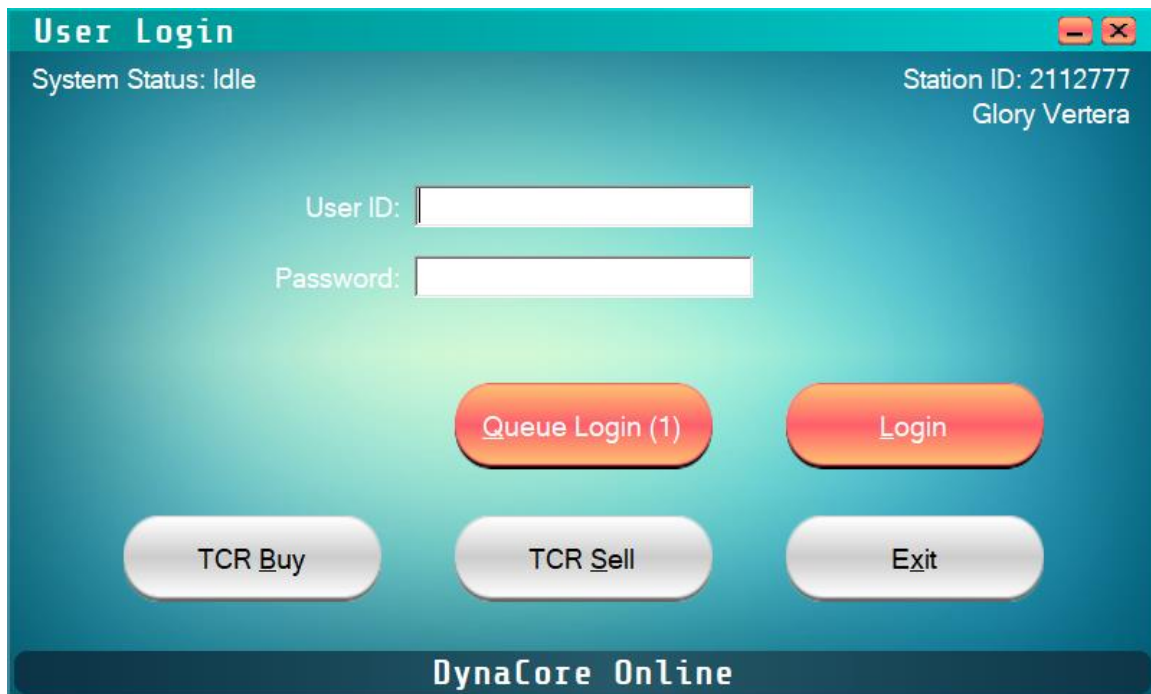 User Login
System Status: Idle
Station ID: 2112777
Glory Vertera
User ID:
Password:
Queue Login (1)
Login
TCR Buy
TCR Sell
Exit
DynaCore Online